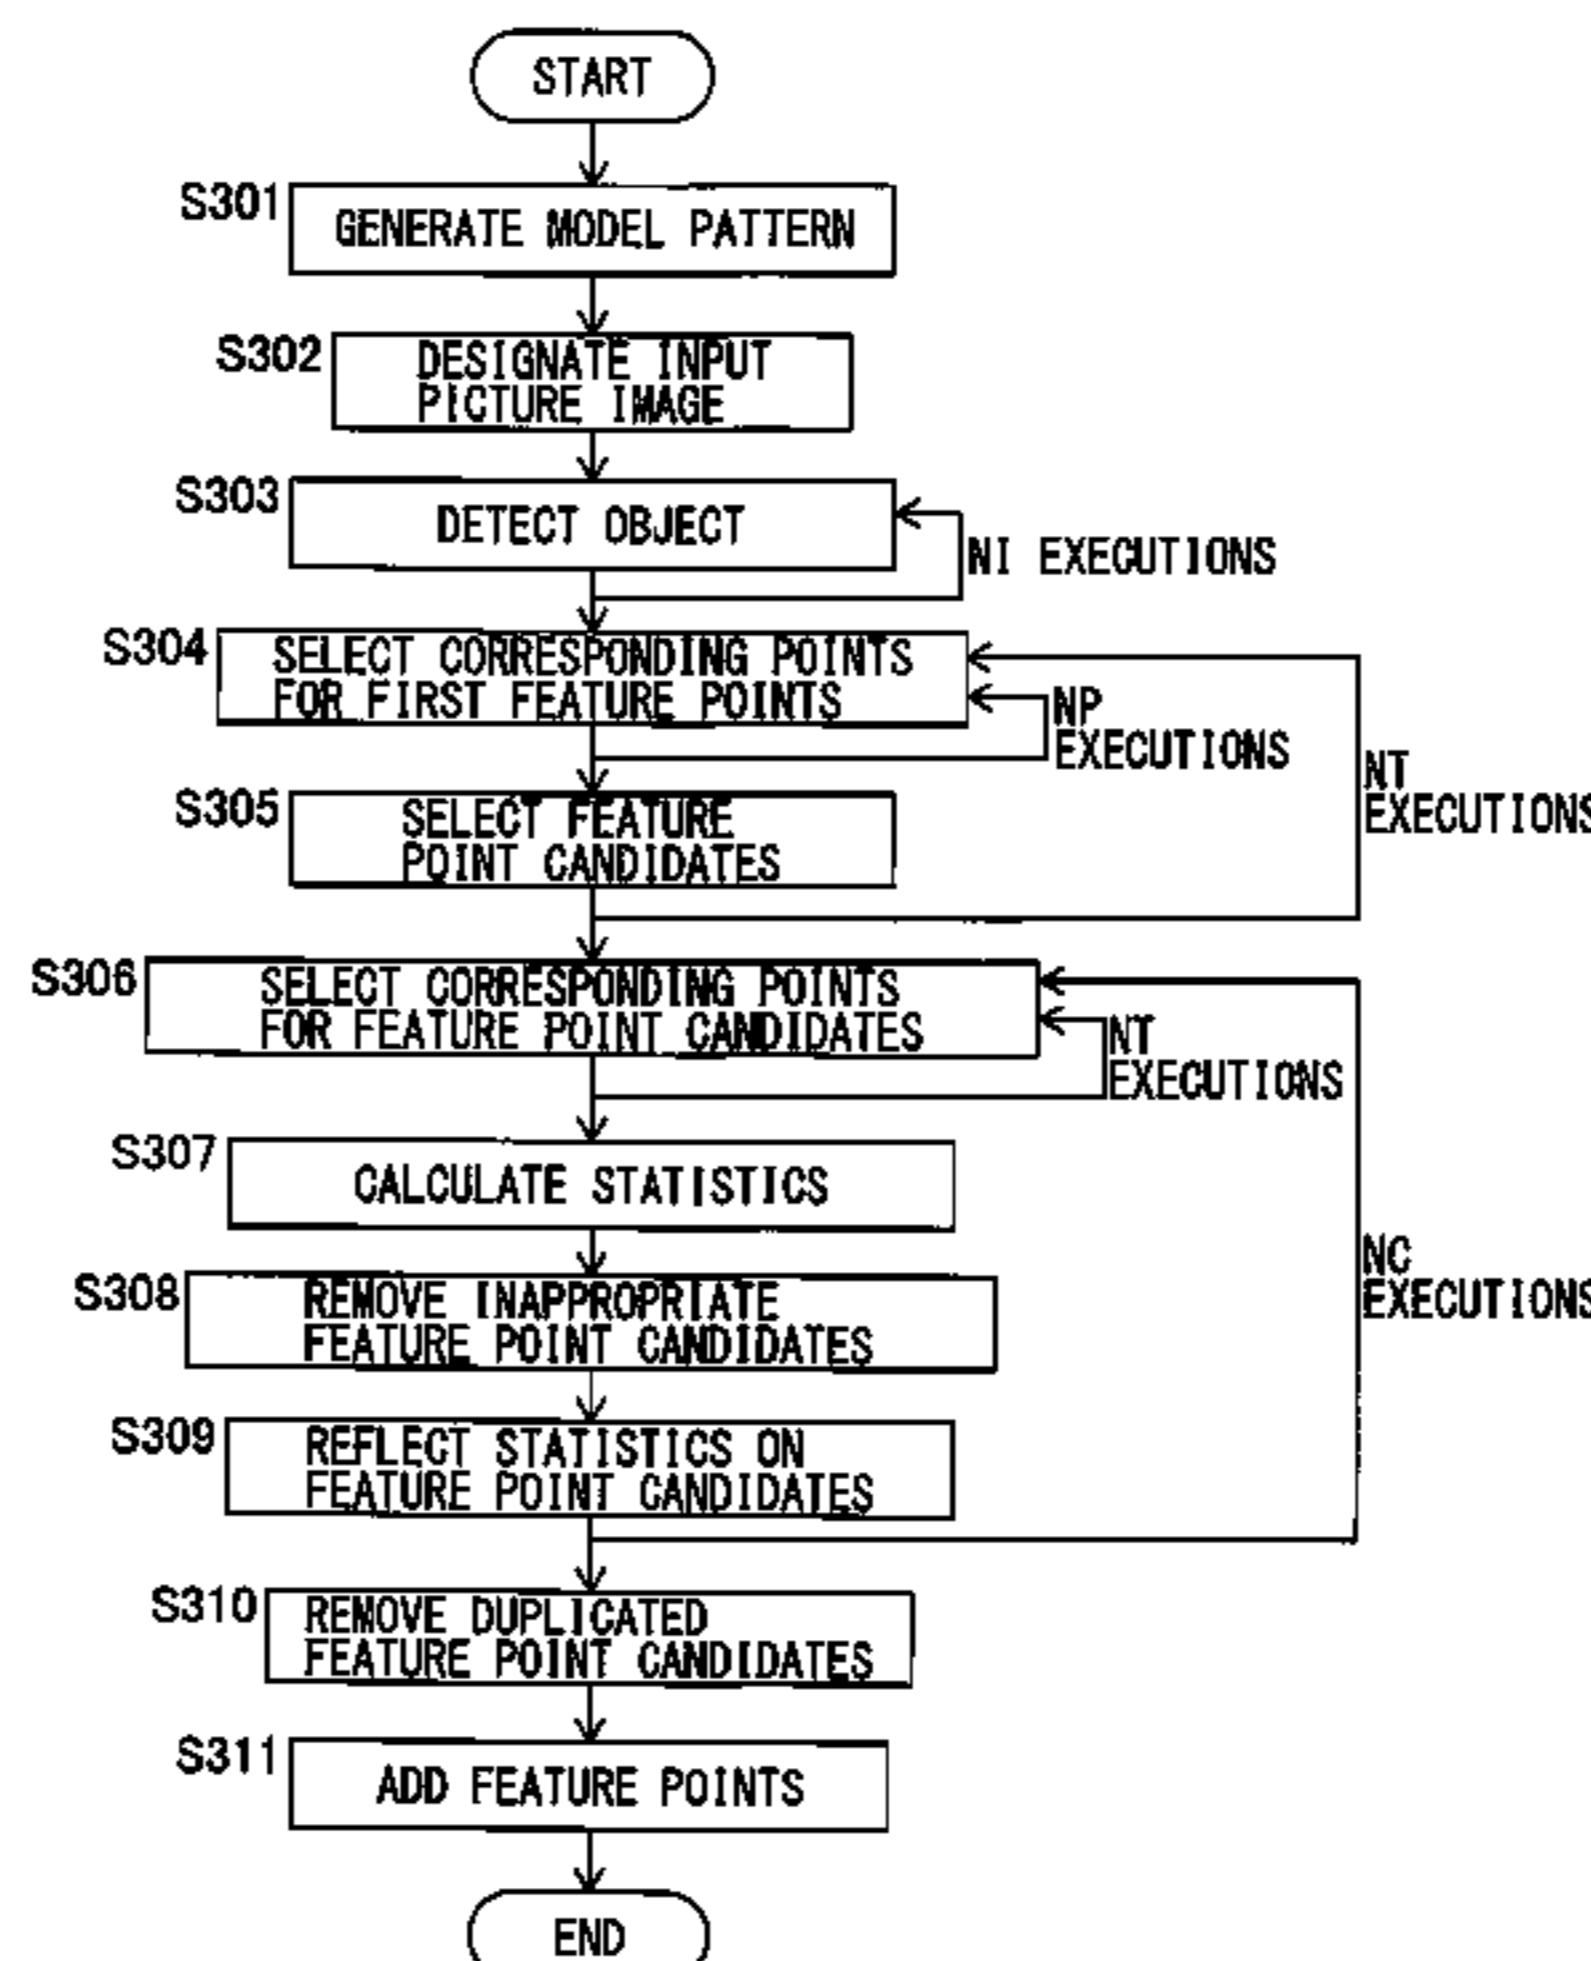 START
S301
GENERATE MODEL PATTERN
S302
DESIGNATE INPUT
PICTURE IMAGE
S303
DETECT OBJECT
NI EXECUTIONS
S304
SELECT CORRESPONDING POINTS
FOR FIRST FEATURE POINTS
NP
EXECUTIONS
NT
EXECUTIONS
S305
SELECT FEATURE
POINT CANDIDATES
S306
SELECT CORRESPONDING POINTS
FOR FEATURE POINT CANDIDATES
NT
EXECUTIONS
S307
CALCULATE STATISTICS
NC
EXECUTIONS
S308
REMOVE INAPPROPRIATE
FEATURE POINT CANDIDATES
S309
REFLECT STATISTICS ON
FEATURE POINT CANDIDATES
S310
REMOVE DUPLICATED
FEATURE POINT CANDIDATES
S311
ADD FEATURE POINTS
END